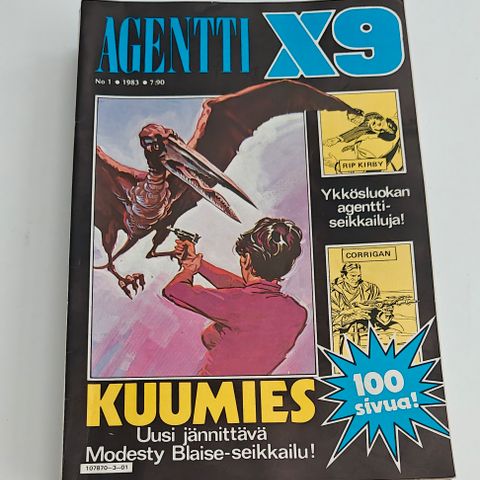 AGENTTI X9
No 1 • 1983 • 7:90
RIP KIRBY
Ykkösluokan
agentti-
seikkailuja!
CORRIGAN
100
sivua!
KUUMIES
Uusi jännittävä
Modesty Blaise-seikkailu!
107870-3-01